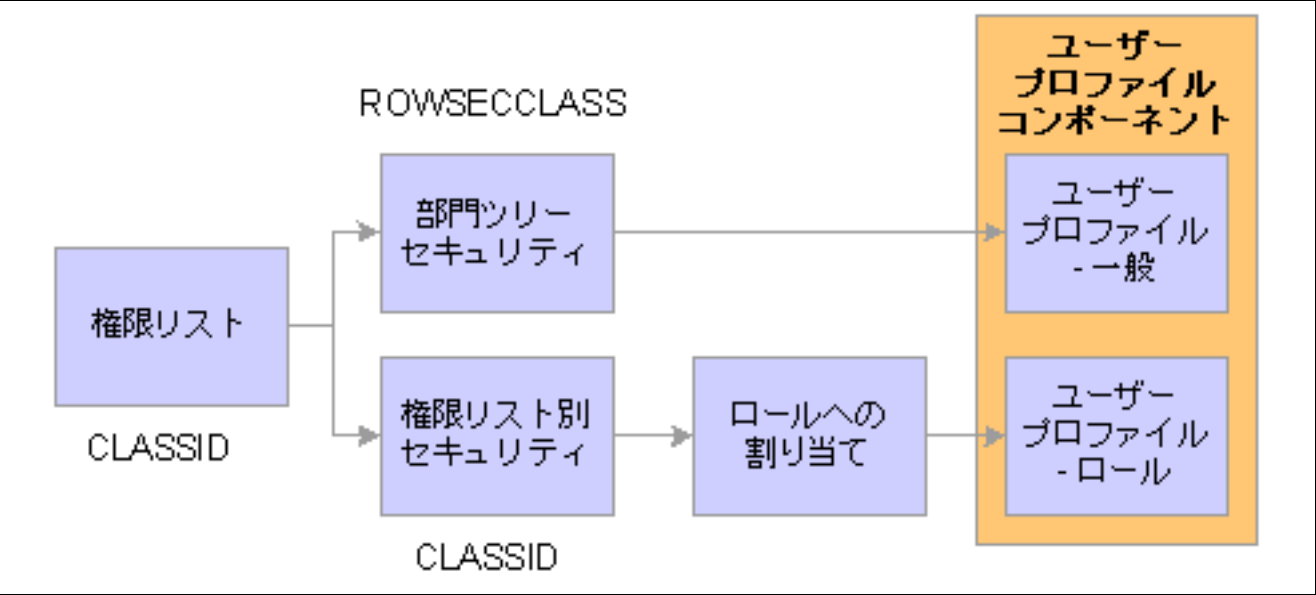 ユーザー
プロファイル
コンポーネント
ROWSECCLASS
部門ツリー
セキュリティ
ユーザー
プロファイル
- 一般
権限リスト
CLASSID
権限リスト別
セキュリティ
ロールへの
割り当て
ユーザー
プロファイル
- ロール
CLASSID